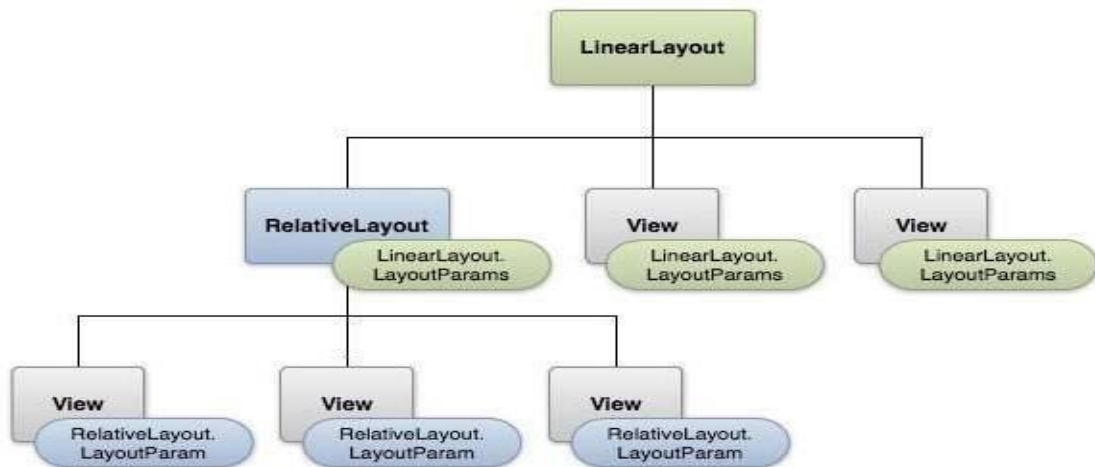 LinearLayout
RelativeLayout
LinearLayout.
LayoutParams
View
LinearLayout.
LayoutParams
View
LinearLayout.
LayoutParams
View
RelativeLayout.
LayoutParam
View
RelativeLayout.
LayoutParam
View
RelativeLayout.
LayoutParam